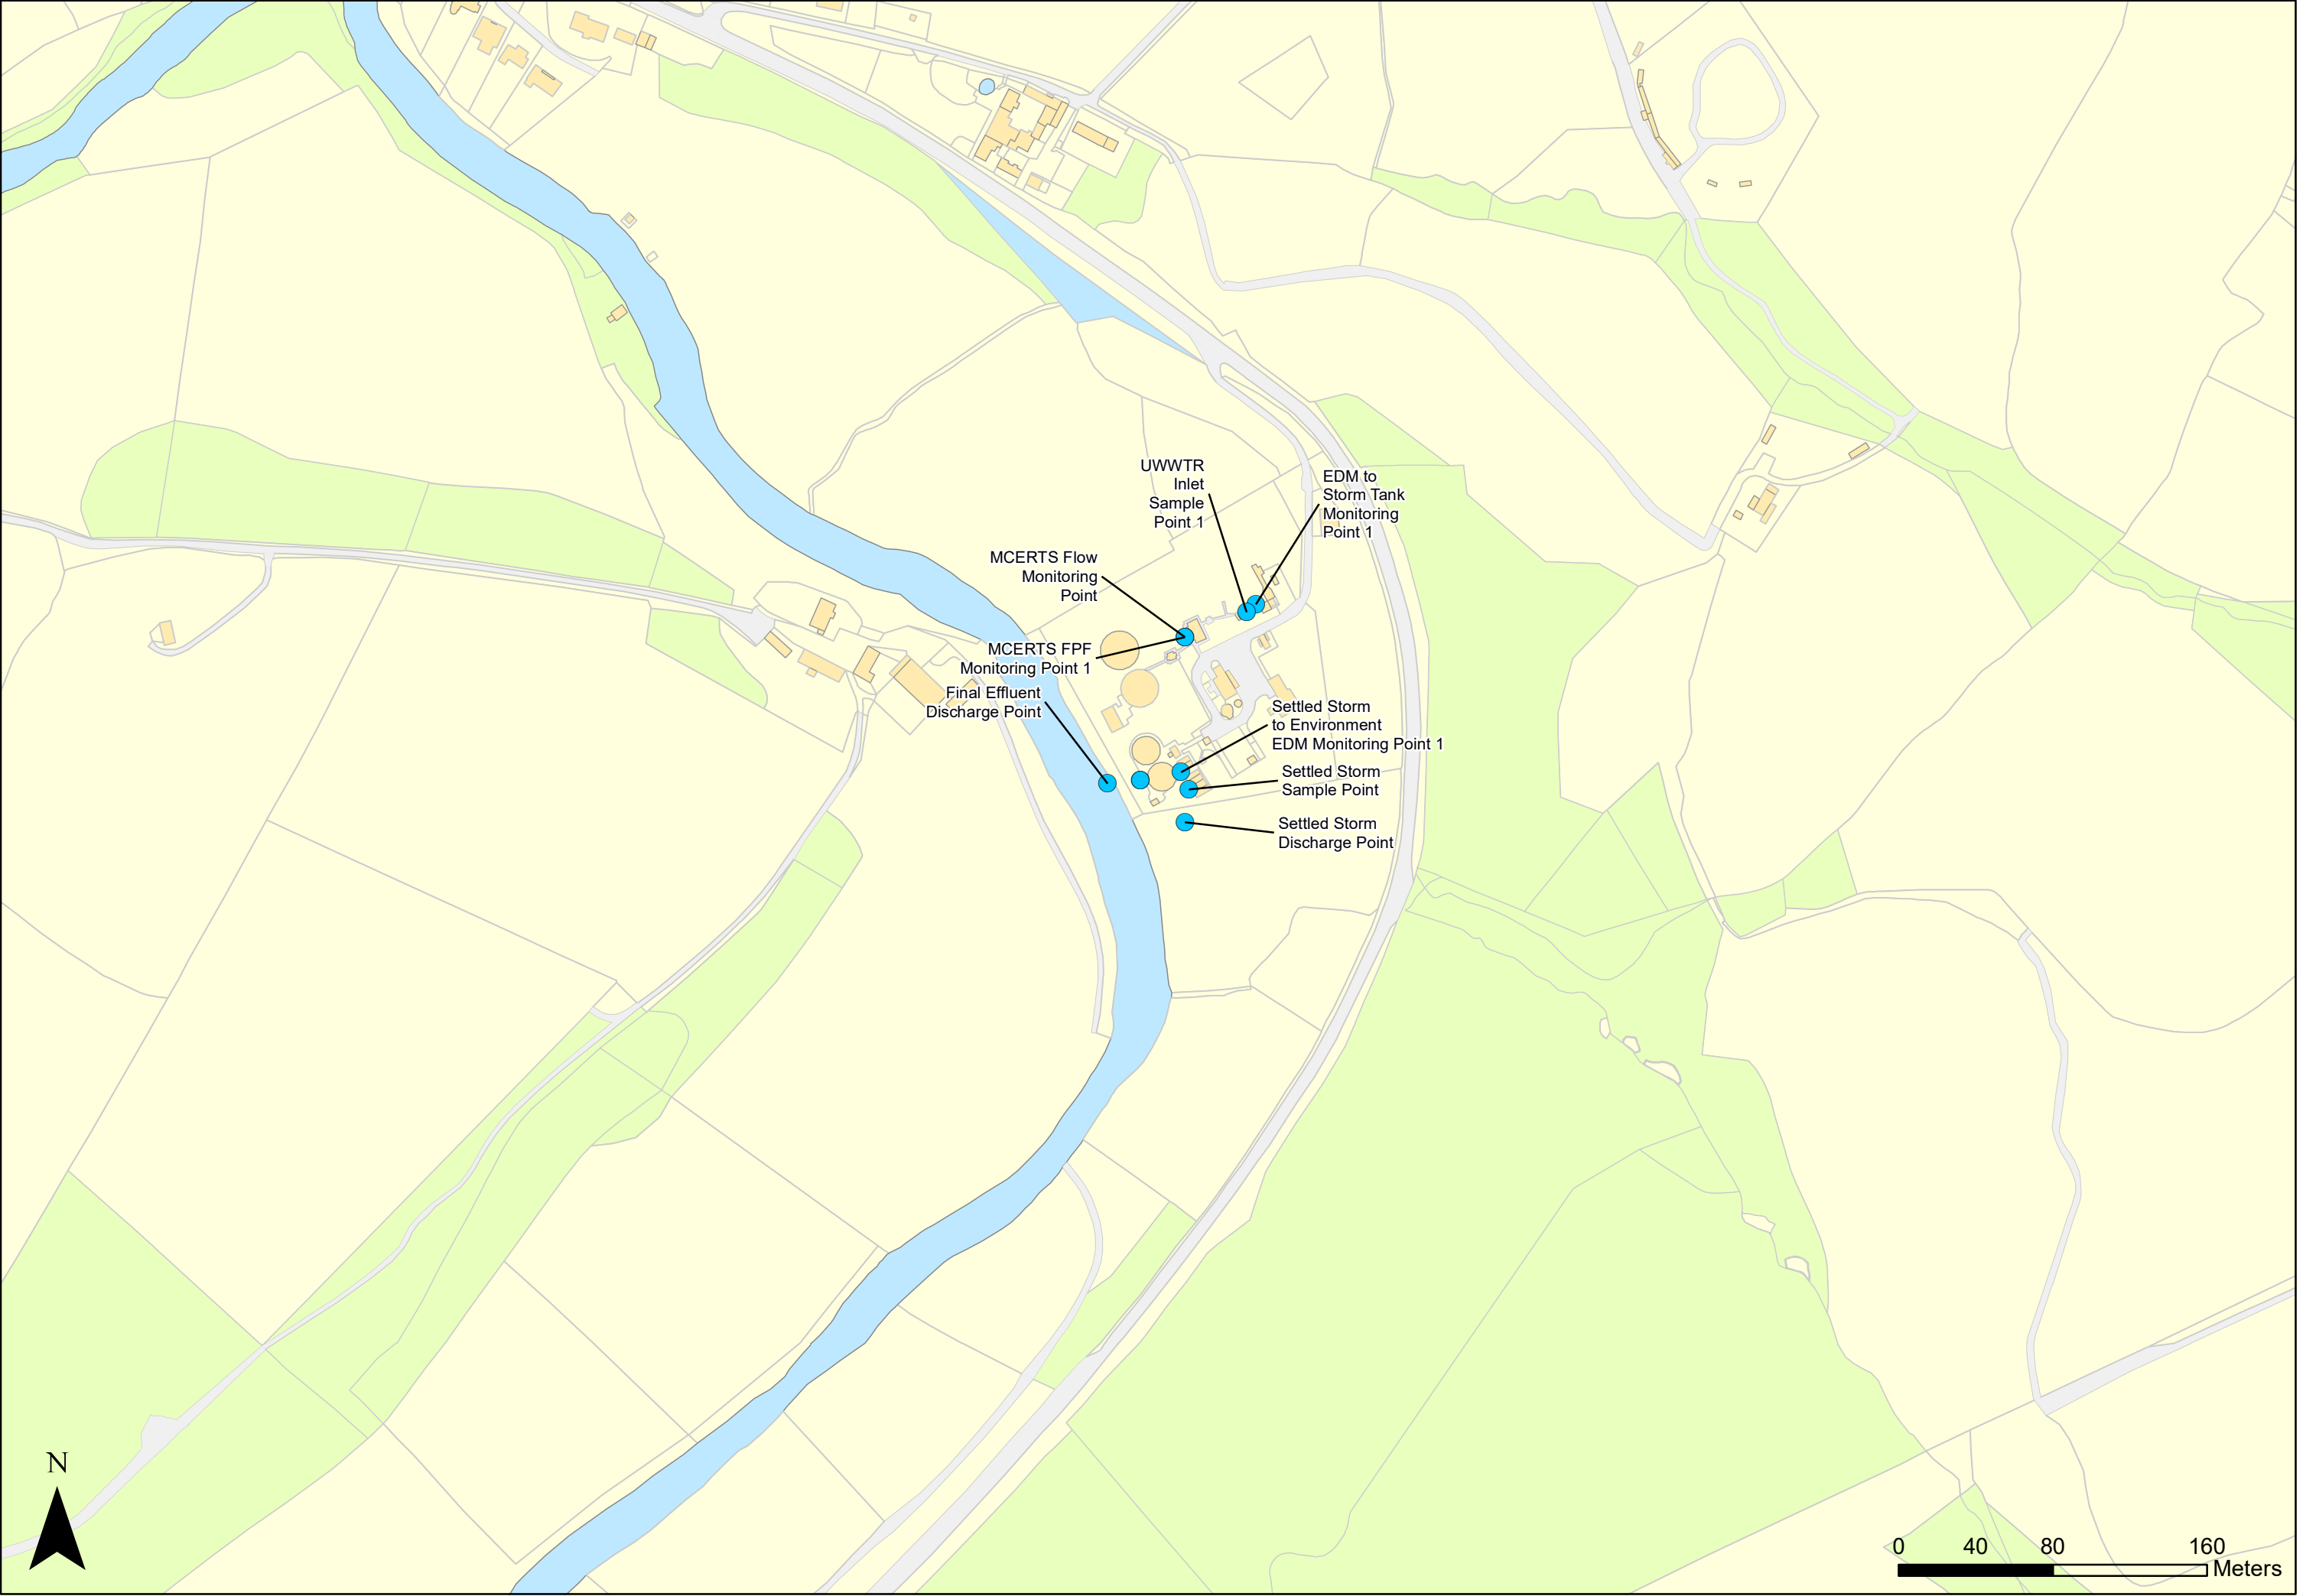 UWWTR
Inlet
Sample
Point 1
EDM to
Storm Tank
Monitoring
Point 1
MCERTS Flow
Monitoring
Point
MCERTS FPF
Monitoring Point 1
Final Effluent
Discharge Point
Settled Storm
to Environment
EDM Monitoring Point 1
Settled Storm
Sample Point
Settled Storm
Discharge Point
N
0 40 80 160
Meters